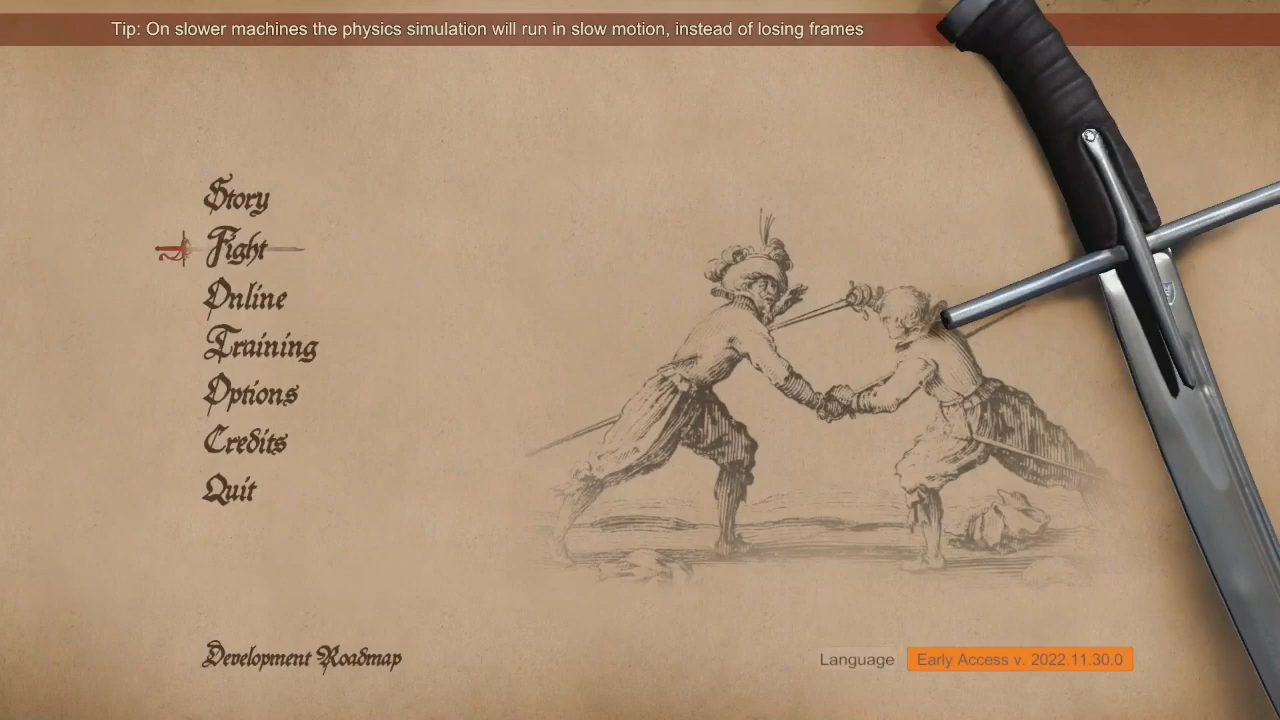 Tip: On slower machines the physics simulation will run in slow motion, instead of losing frames
Story
Fight
Online
Training
Options
Credits
Quit
Development Roadmap
Language
Early Access v. 2022.11.30.0